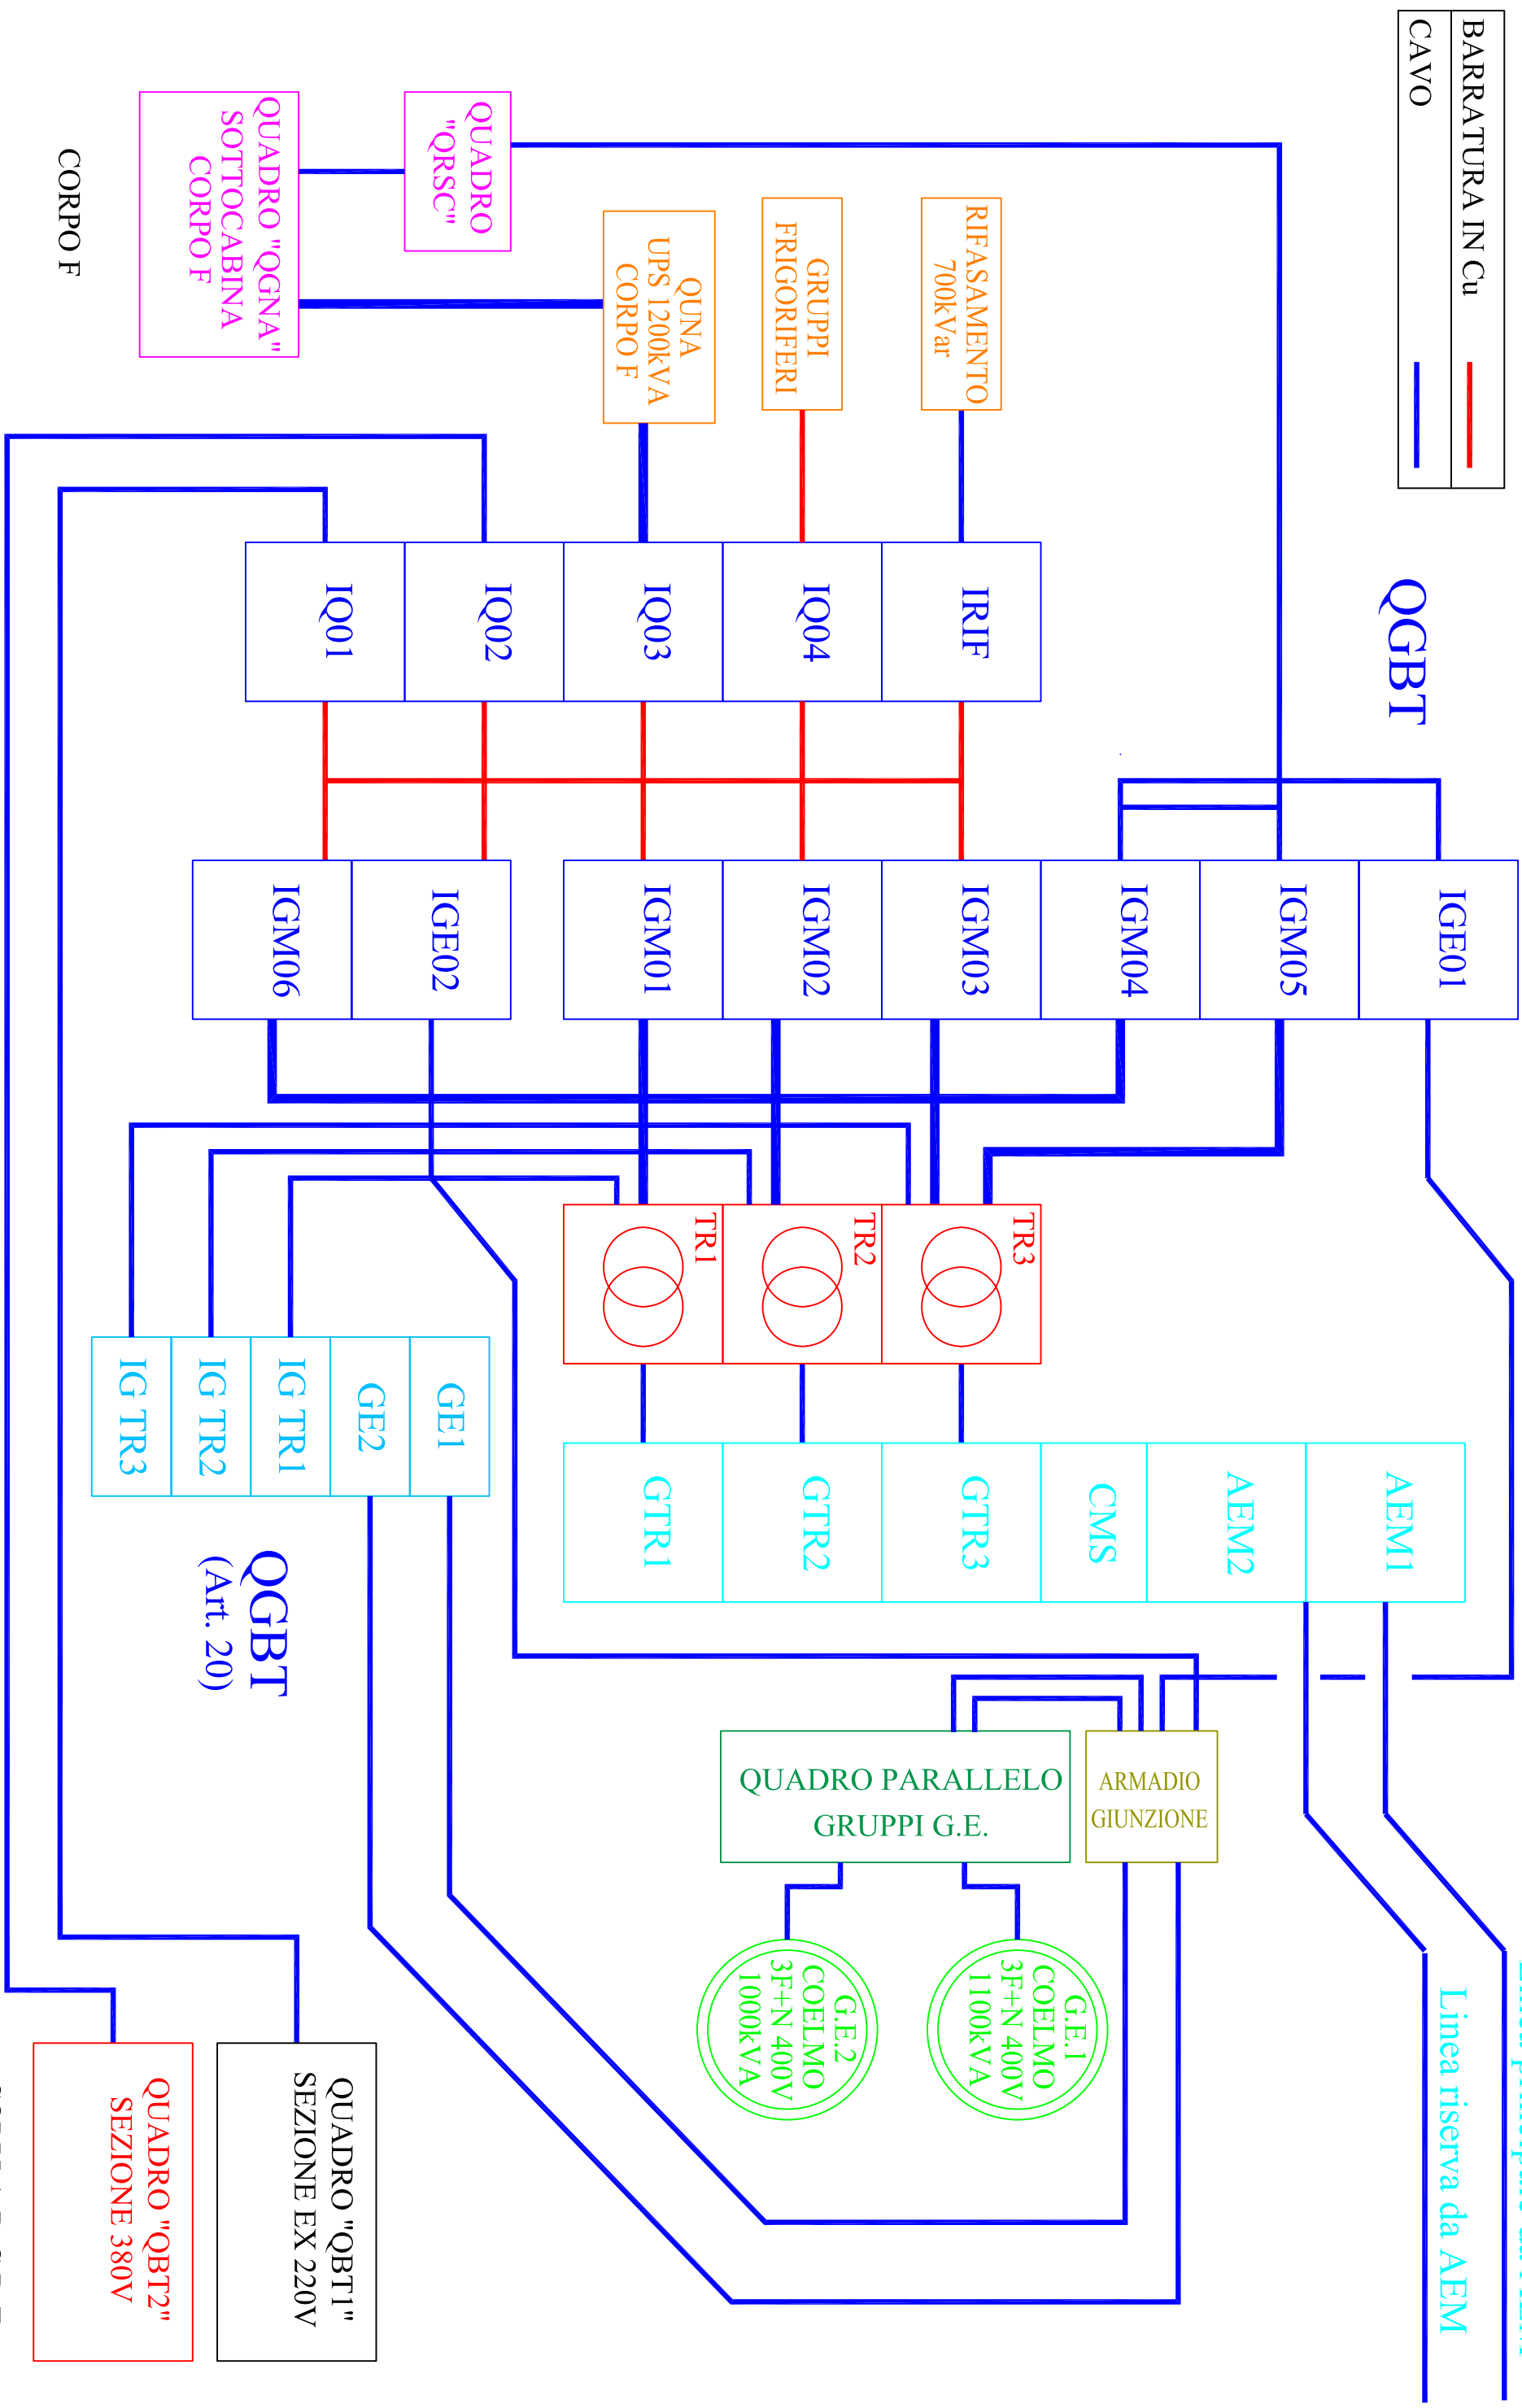 BARRATURA IN Cu
CAVO
QGBT
QUADRO
"QRSC"
QUADRO "QGNA"
SOTTOCABINA
CORPO F
CORPO F
RIFASAMENTO
700kVar
GRUPPI
FRIGORIFERI
QUNA
UPS 1200kVA
CORPO F
IRIF
IQ04
IQ03
IQ02
IQ01
IGE01
IGM05
IGM04
IGM03
IGM02
IGM01
IGE02
IGM06
TR3
TR2
TR1
GE1
GE2
IG TR1
IG TR2
IG TR3
AEM1
AEM2
CMS
GTR3
GTR2
GTR1
QGBT
(Art. 20)
QUADRO PARALLELO
GRUPPI G.E.
ARMADIO
GIUNZIONE
G.E.1
COELMO
3F+N 400V
1100kVA
G.E.2
COELMO
3F+N 400V
1000kVA
Linea riserva da AEM
QUADRO "QBT1"
SEZIONE EX 220V
QUADRO "QBT2"
SEZIONE 380V